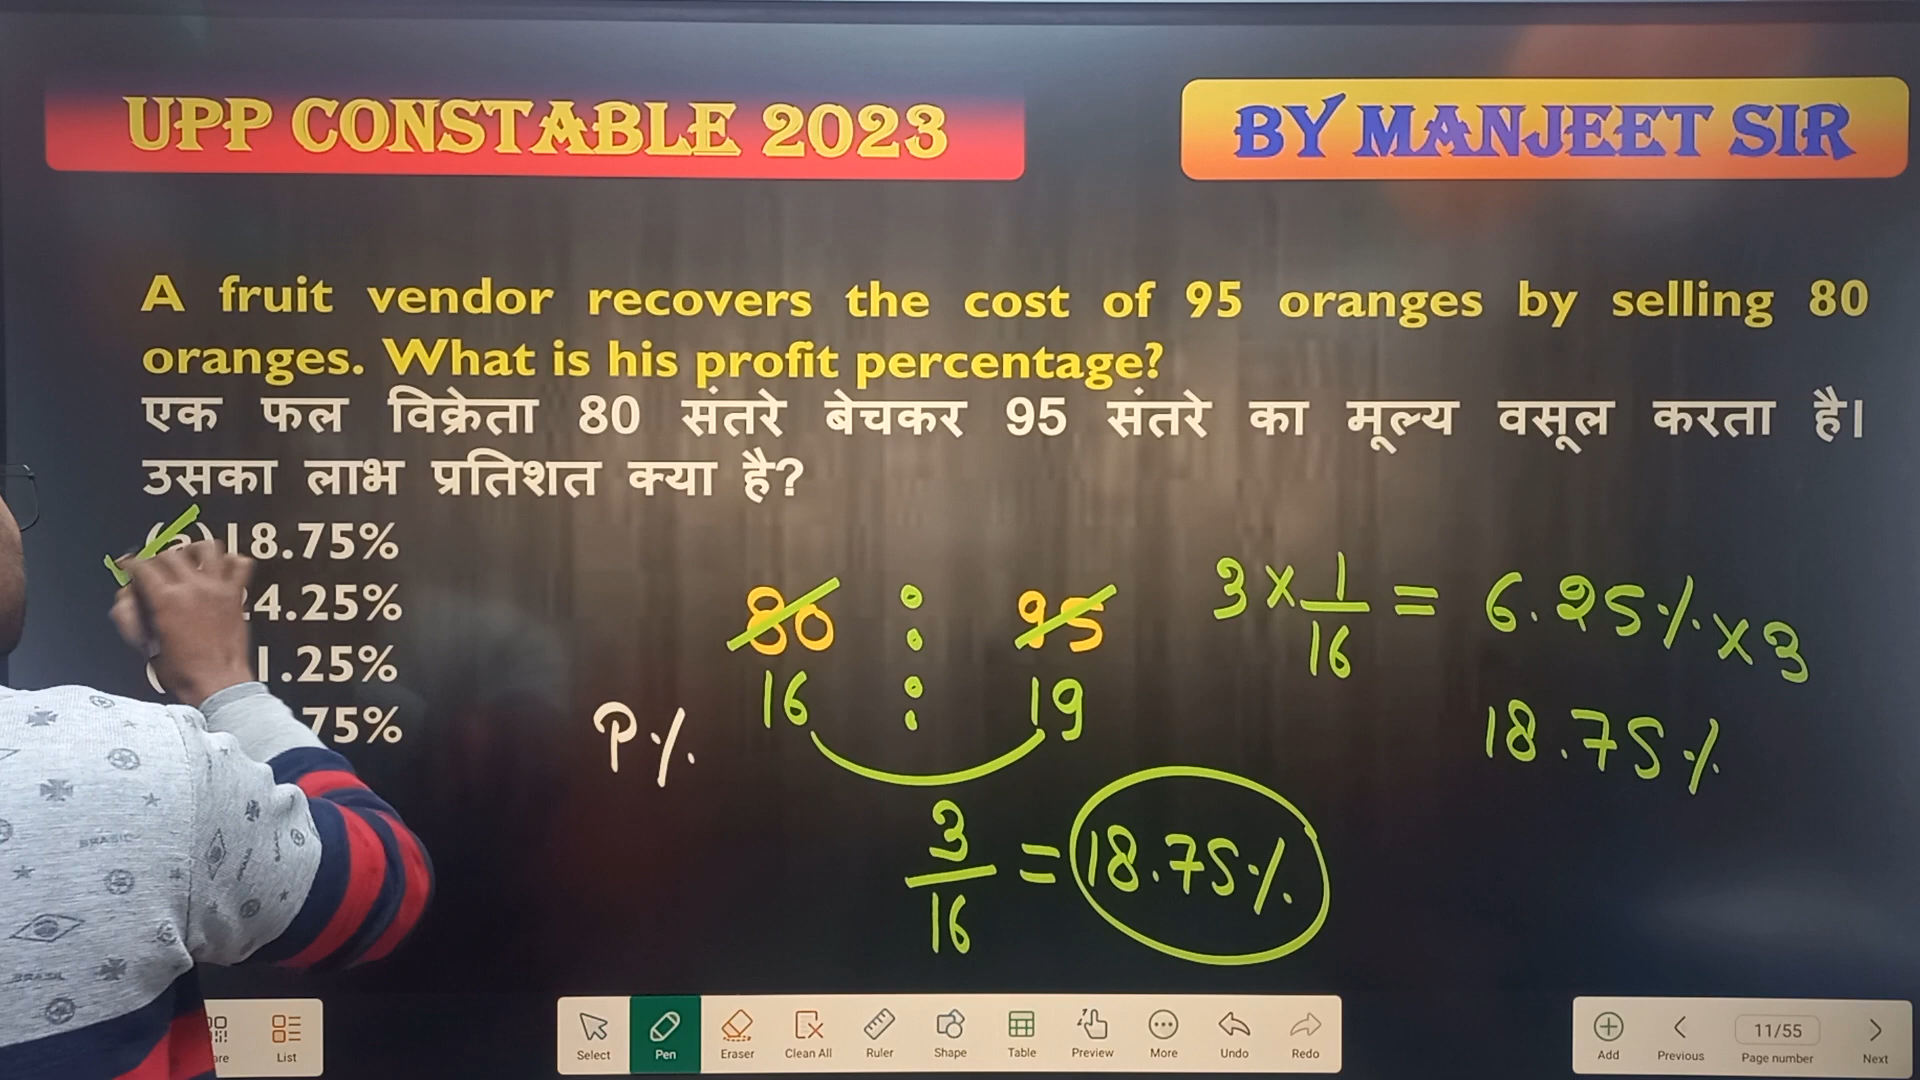 UPP CONSTABLE 2023
BY MANJEET SIR
A fruit vendor recovers the cost of 95 oranges by selling 80
oranges. What is his profit percentage?
एक फल विक्रेता 80 संतरे बेचकर 95 संतरे का मूल्य वसूल करता है।
उसका लाभ प्रतिशत क्या है?
(a) 18.75%
4.25%
1.25%
75%
80 : : 95
16 : : 19
P%
3/16 = 18.75%
3 × 1/16 = 6.25% × 3
18.75%
BRASIL
List
Select
Pen
Eraser
Clean All
Ruler
Shape
Table
Preview
More
Undo
Redo
Add
Previous
11/55
Page number
Next